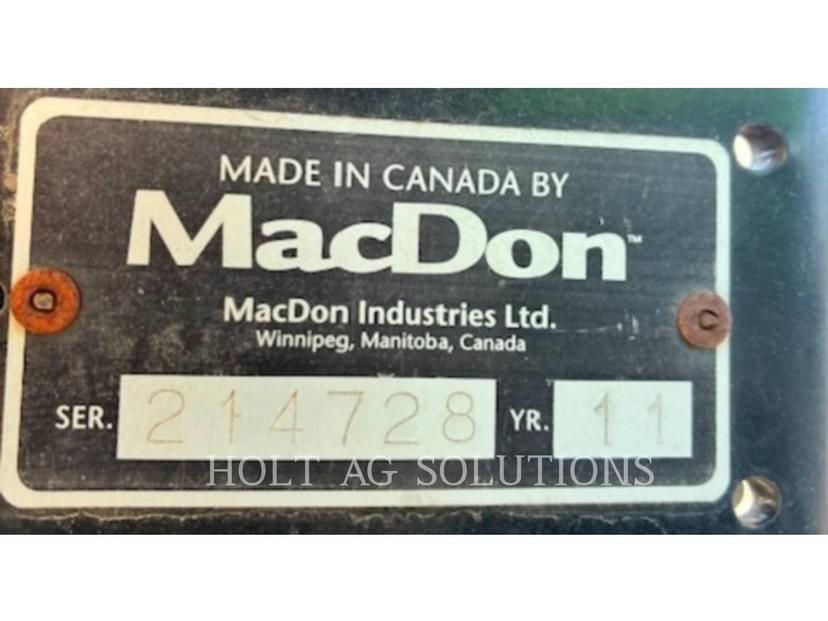 MADE IN CANADA BY
MacDon™
MacDon Industries Ltd.
Winnipeg, Manitoba, Canada
SER. 214728 YR. 11
HOLT AG SOLUTIONS